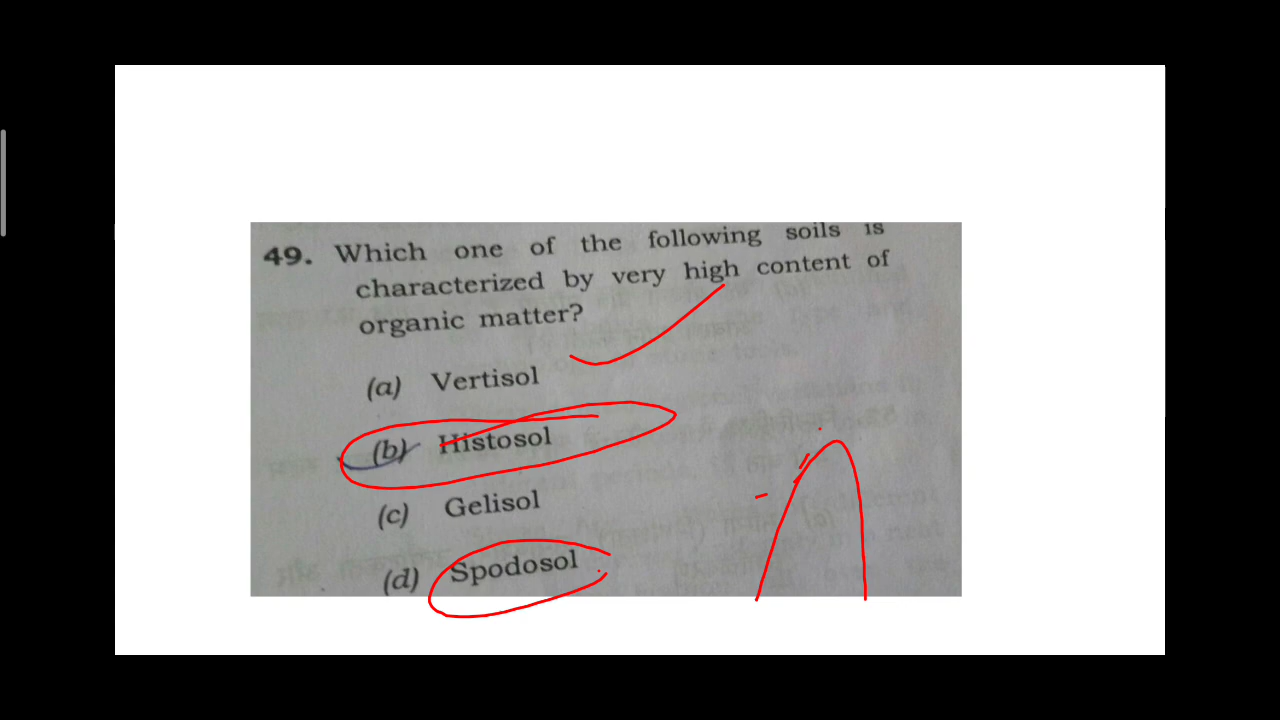 49. Which one of the following soils is
characterized by very high content of
organic matter?
(a) Vertisol
(b) Histosol
(c) Gelisol
(d) Spodosol